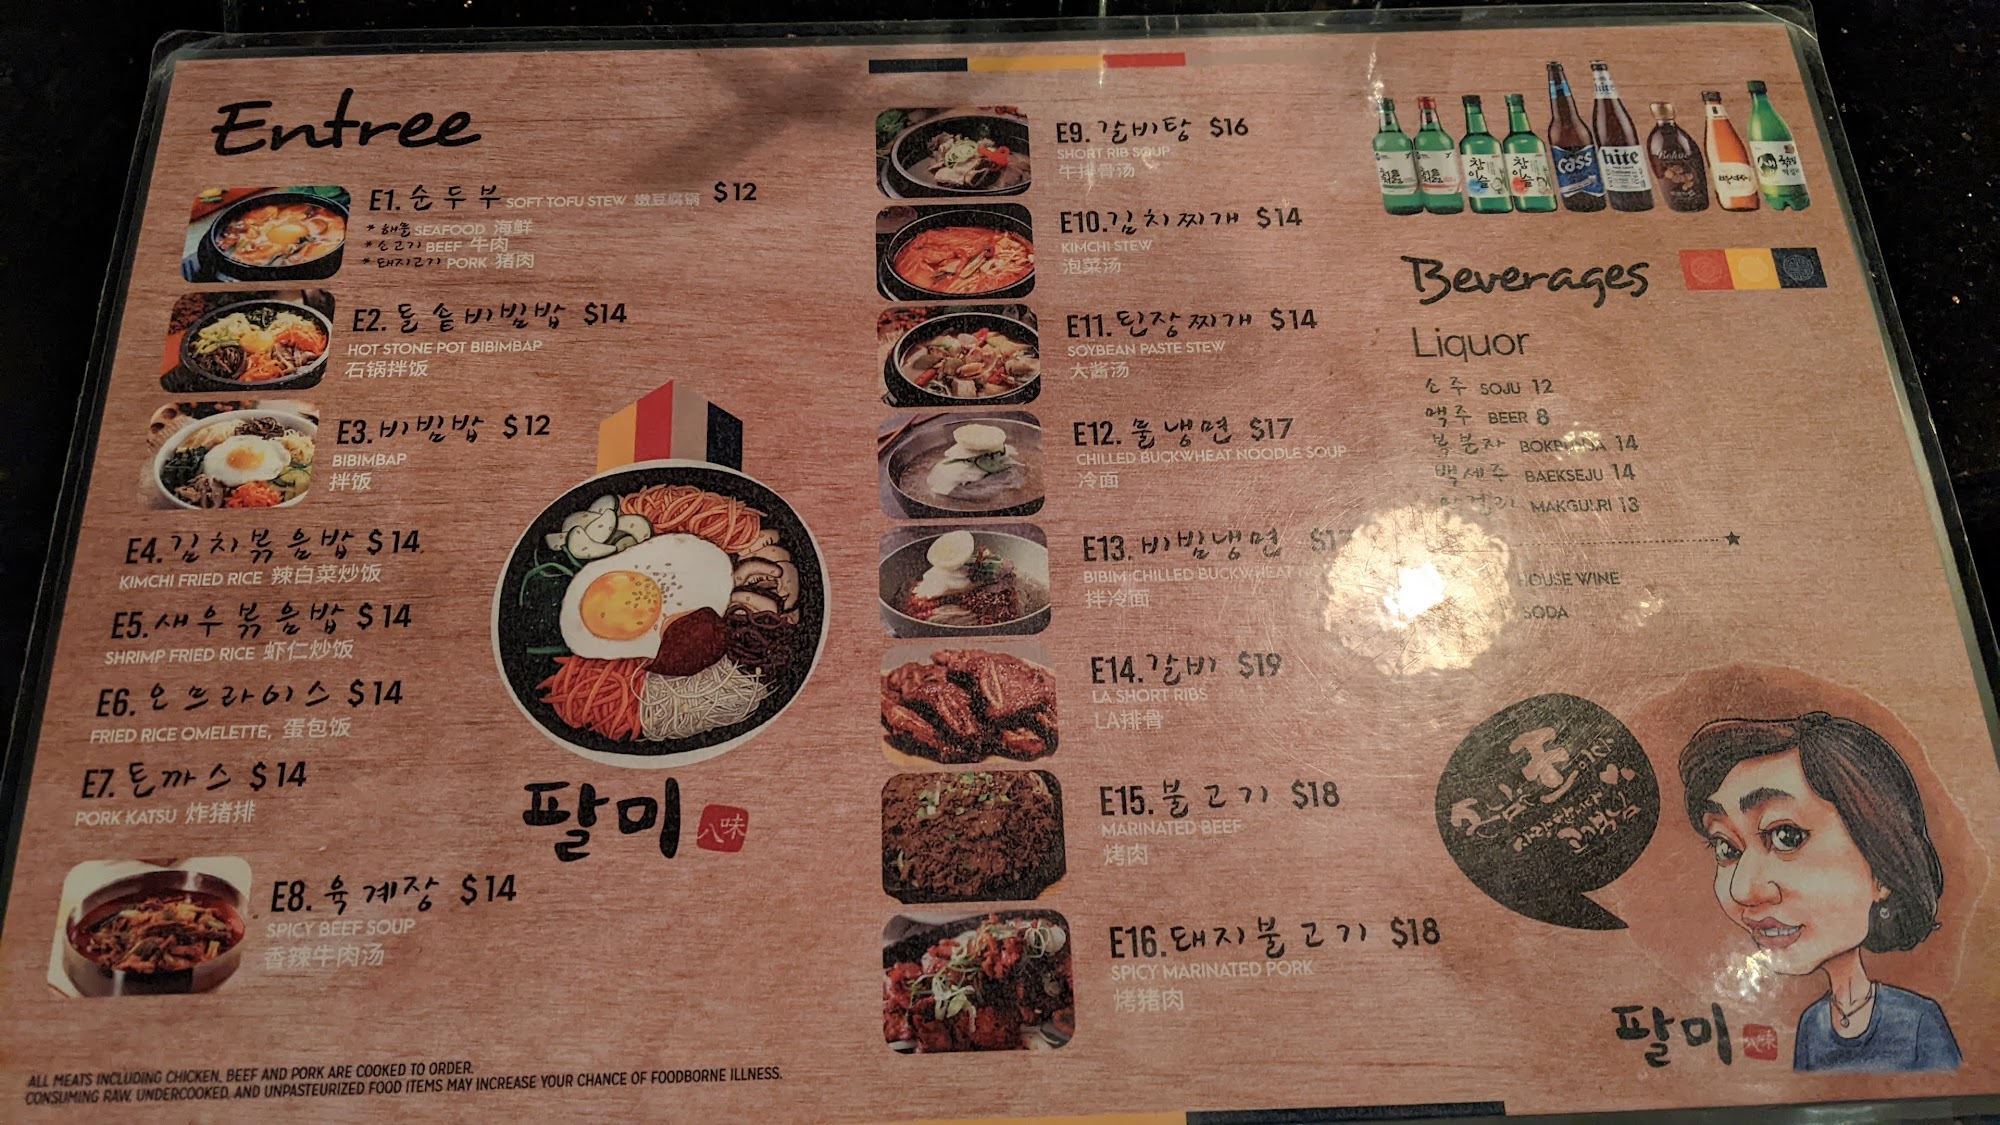 Entree
E1. 순두부 SOFT TOFU STEW 嫩豆腐锅 $12
* 해물 SEAFOOD 海鲜
* 소고기 BEEF 牛肉
* 돼지고기 PORK 猪肉
E2. 돌솥비빔밥 $14
HOT STONE POT BIBIMBAP
石锅拌饭
E3. 비빔밥 $12
BIBIMBAP
拌饭
E4. 김치볶음밥 $14
KIMCHI FRIED RICE 辣白菜炒饭
E5. 새우볶음밥 $14
SHRIMP FRIED RICE 虾仁炒饭
E6. 오므라이스 $14
FRIED RICE OMELETTE, 蛋包饭
E7. 돈까스 $14
PORK KATSU 炸猪排
E8. 육계장 $14
SPICY BEEF SOUP
香辣牛肉汤
팔미 八味
ALL MEATS INCLUDING CHICKEN, BEEF AND PORK ARE COOKED TO ORDER.
CONSUMING RAW, UNDERCOOKED, AND UNPASTEURIZED FOOD ITEMS MAY INCREASE YOUR CHANCE OF FOODBORNE ILLNESS.
E9. 갈비탕 $16
SHORT RIB SOUP
牛排骨汤
E10. 김치찌개 $14
KIMCHI STEW
泡菜汤
E11. 된장찌개 $14
SOYBEAN PASTE STEW
大酱汤
E12. 물냉면 $17
CHILLED BUCKWHEAT NOODLE SOUP
冷面
E13. 비빔냉면
BIBIM CHILLED BUCKWHEAT
拌冷面
E14. 갈비 $19
LA SHORT RIBS
LA排骨
E15. 불고기 $18
MARINATED BEEF
烤肉
E16. 돼지불고기 $18
SPICY MARINATED PORK
烤猪肉
참이슬
참이슬
Cass
hite
Beverages
Liquor
소주 SOJU 12
맥주 BEER 8
복분자 14
백세주 BAEKSEJU 14
MAKGULRI 13
HOUSE WINE
SODA
팔미 八味